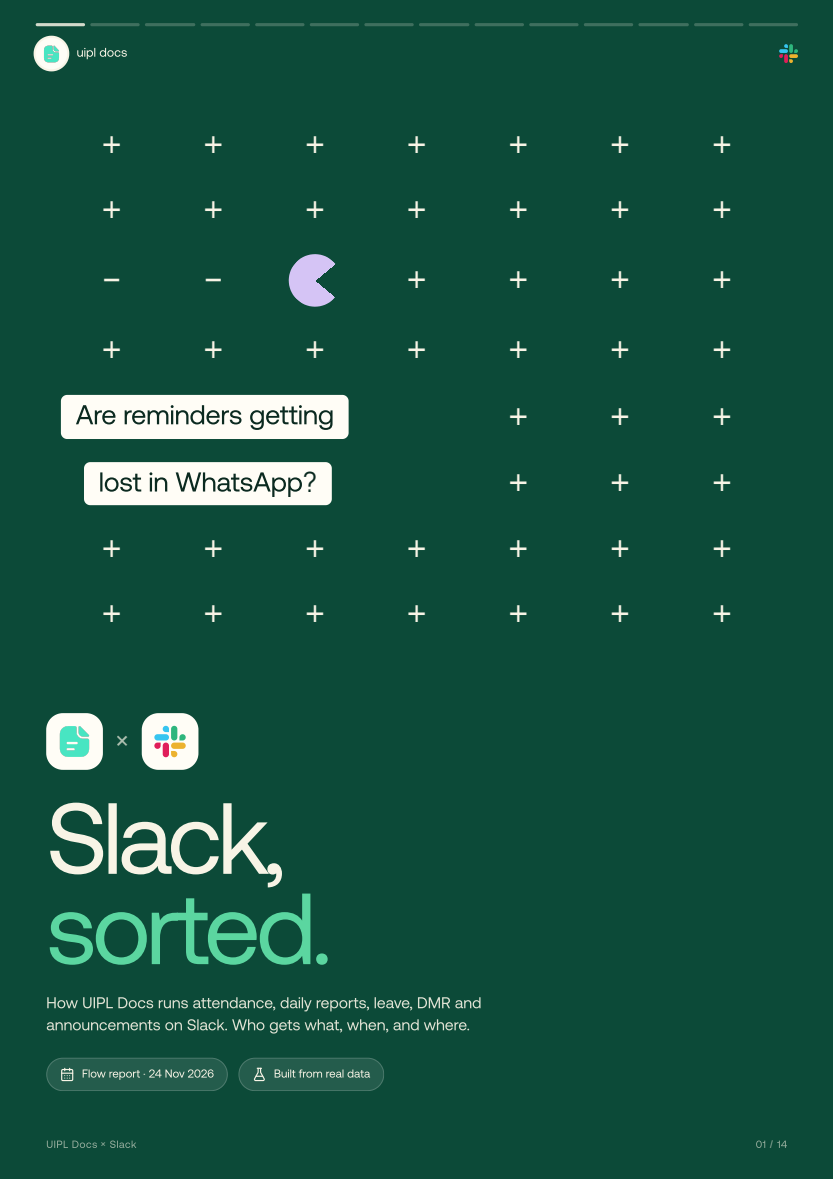 uipl docs
Are reminders getting
lost in WhatsApp?
×
Slack,
sorted.
How UIPL Docs runs attendance, daily reports, leave, DMR and
announcements on Slack. Who gets what, when, and where.
Flow report · 24 Nov 2026
Built from real data
UIPL Docs × Slack
01 / 14